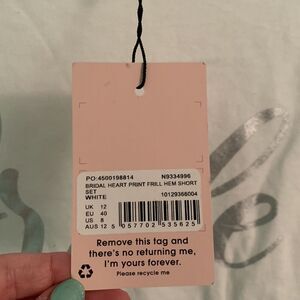 PO:4500198814 N9334996
BRIDAL HEART PRINT FRILL HEM SHORT
SET 10129366004
WHITE
UK 12
EU 40
US 8
AUS 12 5 057702 535625
Remove this tag and
there's no returning me,
I'm yours forever.
Please recycle me